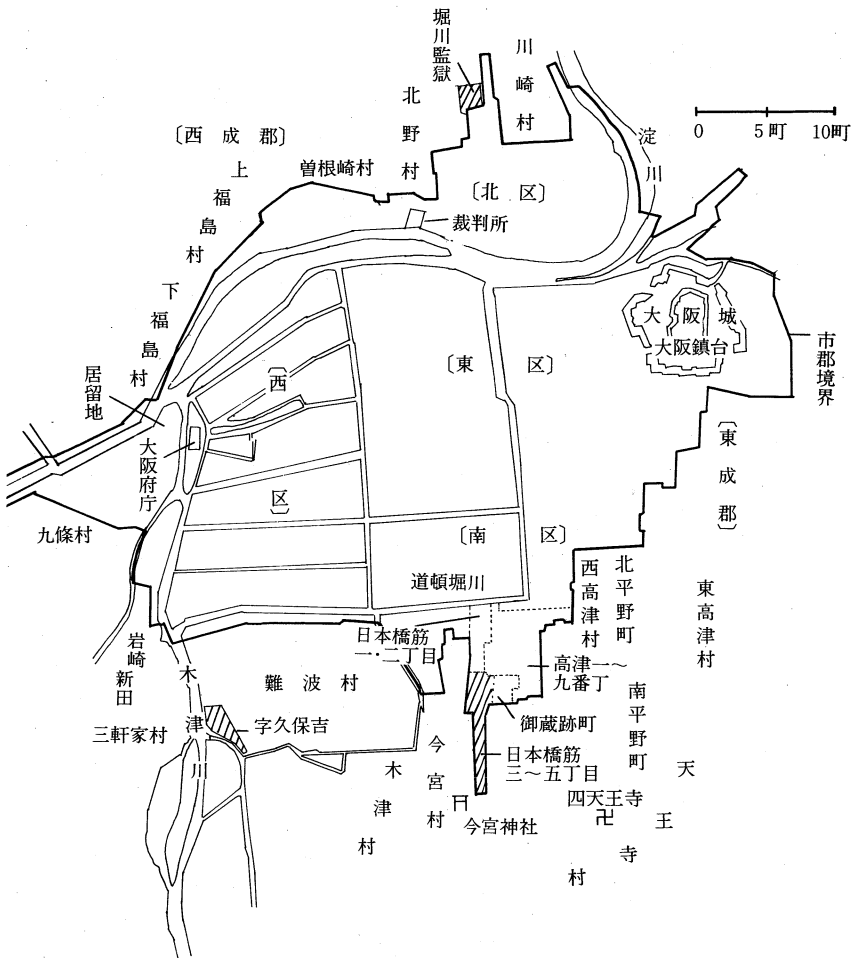 堀川監獄
川崎村
北野村
0 5町 10町
淀川
〔西成郡〕
上福島村
曽根崎村
〔北区〕
裁判所
下福島村
大阪城
大阪鎮台
市郡境界
居留地
〔西区〕
〔東区〕
大阪府庁
〔東成郡〕
九條村
〔南区〕
道頓堀川
西高津村
北平野町
東高津村
日本橋筋
一・二丁目
高津一〜
九番丁
岩崎新田
木津川
難波村
南平野町
御蔵跡町
三軒家村
字久保吉
今宮村
日本橋筋
三〜五丁目
木津村
四天王寺
卍
天王寺村
今宮神社